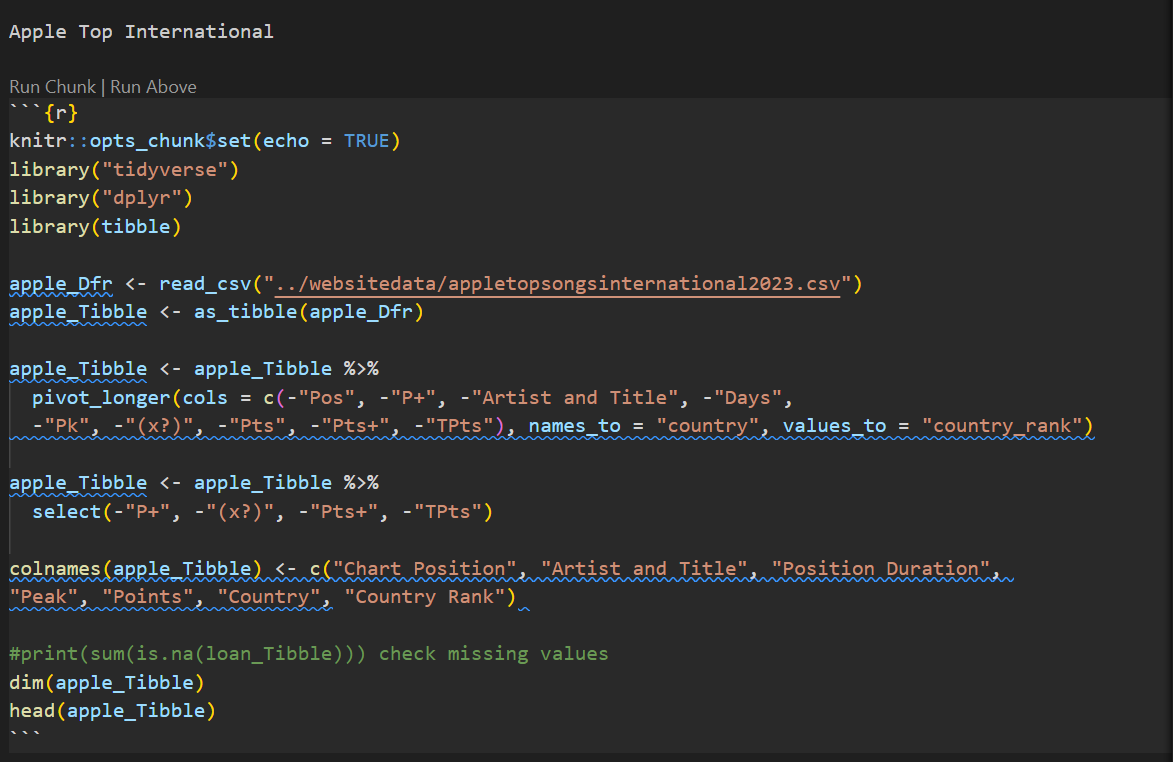 Apple Top International
Run Chunk | Run Above
```{r}
knitr::opts_chunk$set(echo = TRUE)
library("tidyverse")
library("dplyr")
library(tibble)
apple_Dfr <- read_csv("../websitedata/appletopsongsinternational2023.csv")
apple_Tibble <- as_tibble(apple_Dfr)
apple_Tibble <- apple_Tibble %>%
  pivot_longer(cols = c(-"Pos", -"P+", -"Artist and Title", -"Days",
  -"Pk", -"(x?)", -"Pts", -"Pts+", -"TPts"), names_to = "country", values_to = "country_rank")
apple_Tibble <- apple_Tibble %>%
  select(-"P+", -"(x?)", -"Pts+", -"TPts")
colnames(apple_Tibble) <- c("Chart Position", "Artist and Title", "Position Duration",
"Peak", "Points", "Country", "Country Rank")
#print(sum(is.na(loan_Tibble))) check missing values
dim(apple_Tibble)
head(apple_Tibble)
```